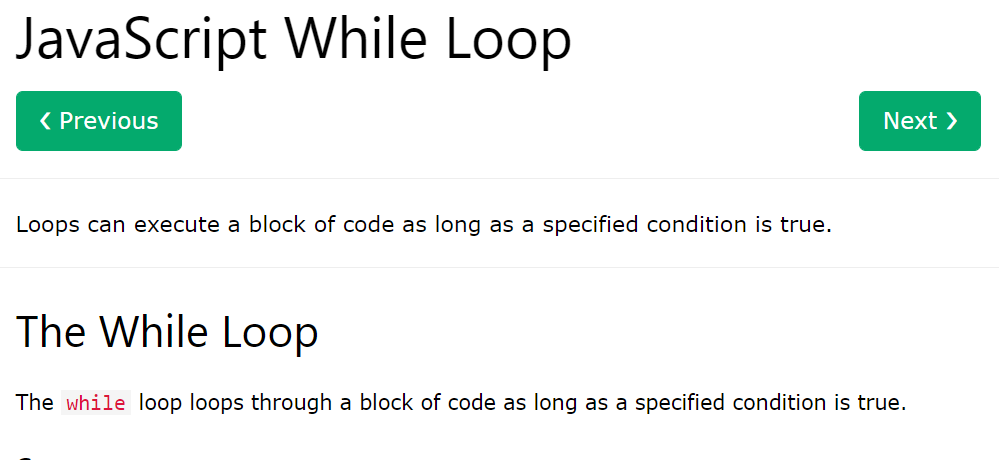 JavaScript While Loop
❮ Previous
Next ❯
Loops can execute a block of code as long as a specified condition is true.
The While Loop
The while loop loops through a block of code as long as a specified condition is true.